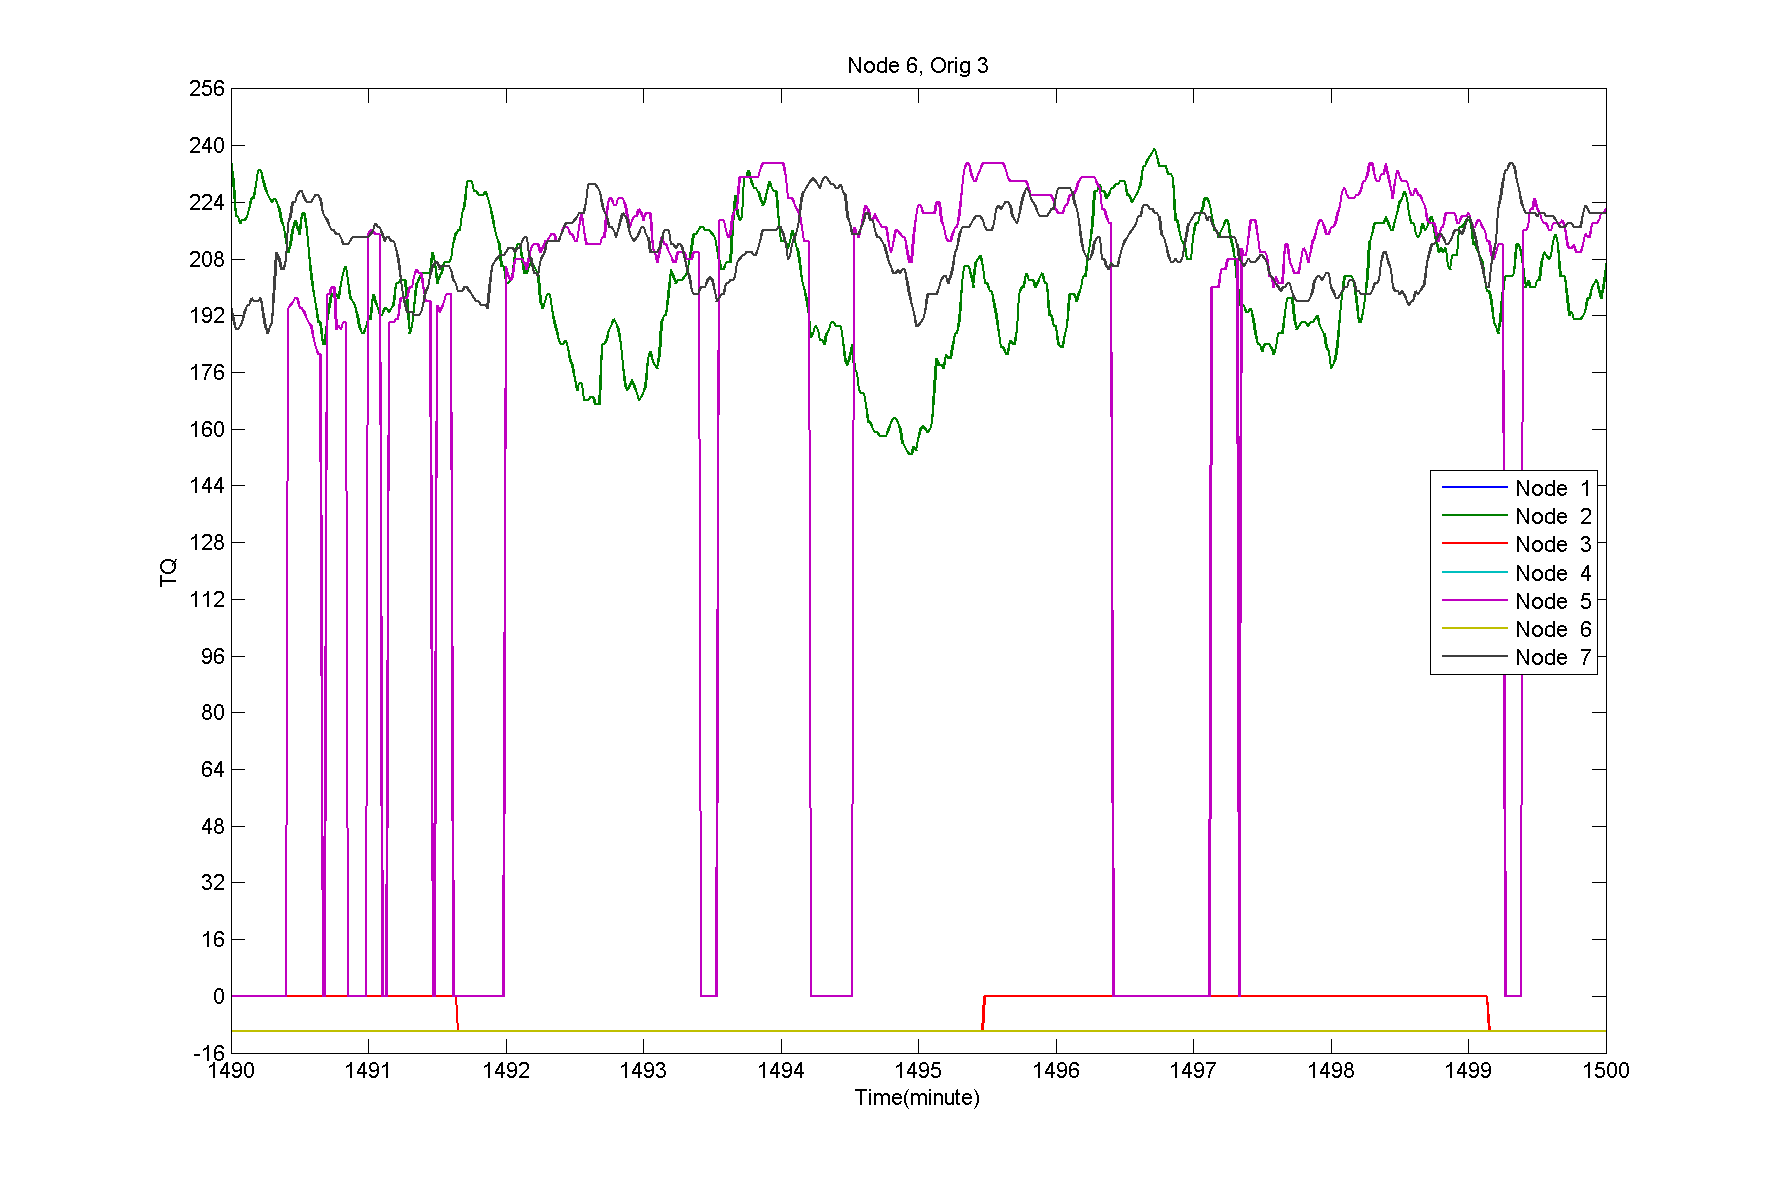 Node 6, Orig 3
256
240
224
208
192
176
160
144
128
112
96
80
64
48
32
16
0
-16
TQ
Node 1
Node 2
Node 3
Node 4
Node 5
Node 6
Node 7
1490 1491 1492 1493 1494 1495 1496 1497 1498 1499 1500
Time(minute)